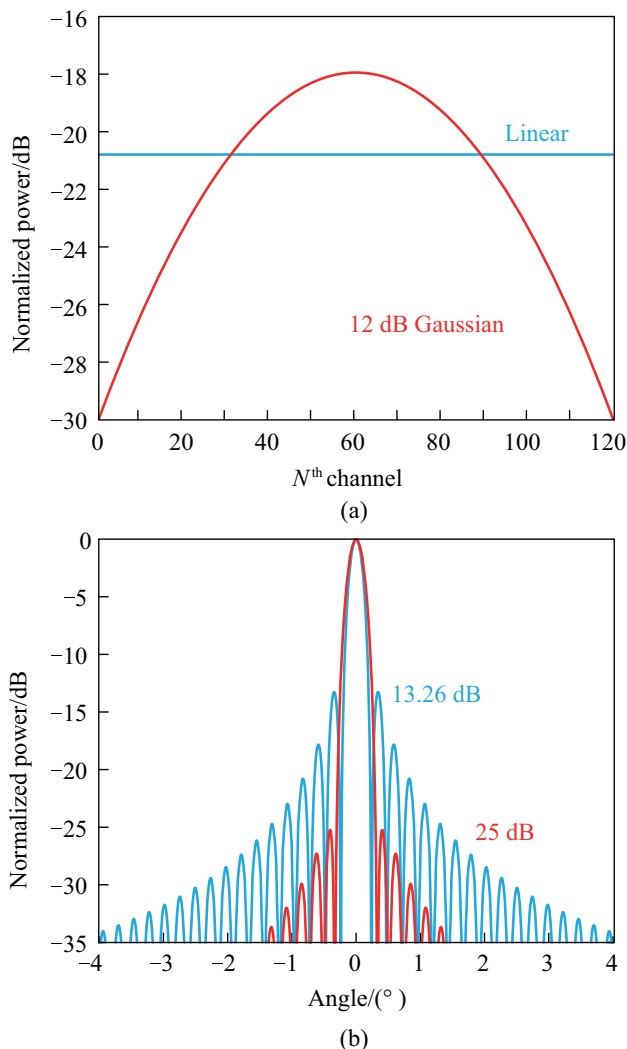 −16
−18
−20
−22
−24
−26
−28
−30
Normalized power/dB
Linear
12 dB Gaussian
0 20 40 60 80 100 120
Nth channel
(a)
0
−5
−10
−15
−20
−25
−30
−35
Normalized power/dB
13.26 dB
25 dB
−4 −3 −2 −1 0 1 2 3 4
Angle/(° )
(b)